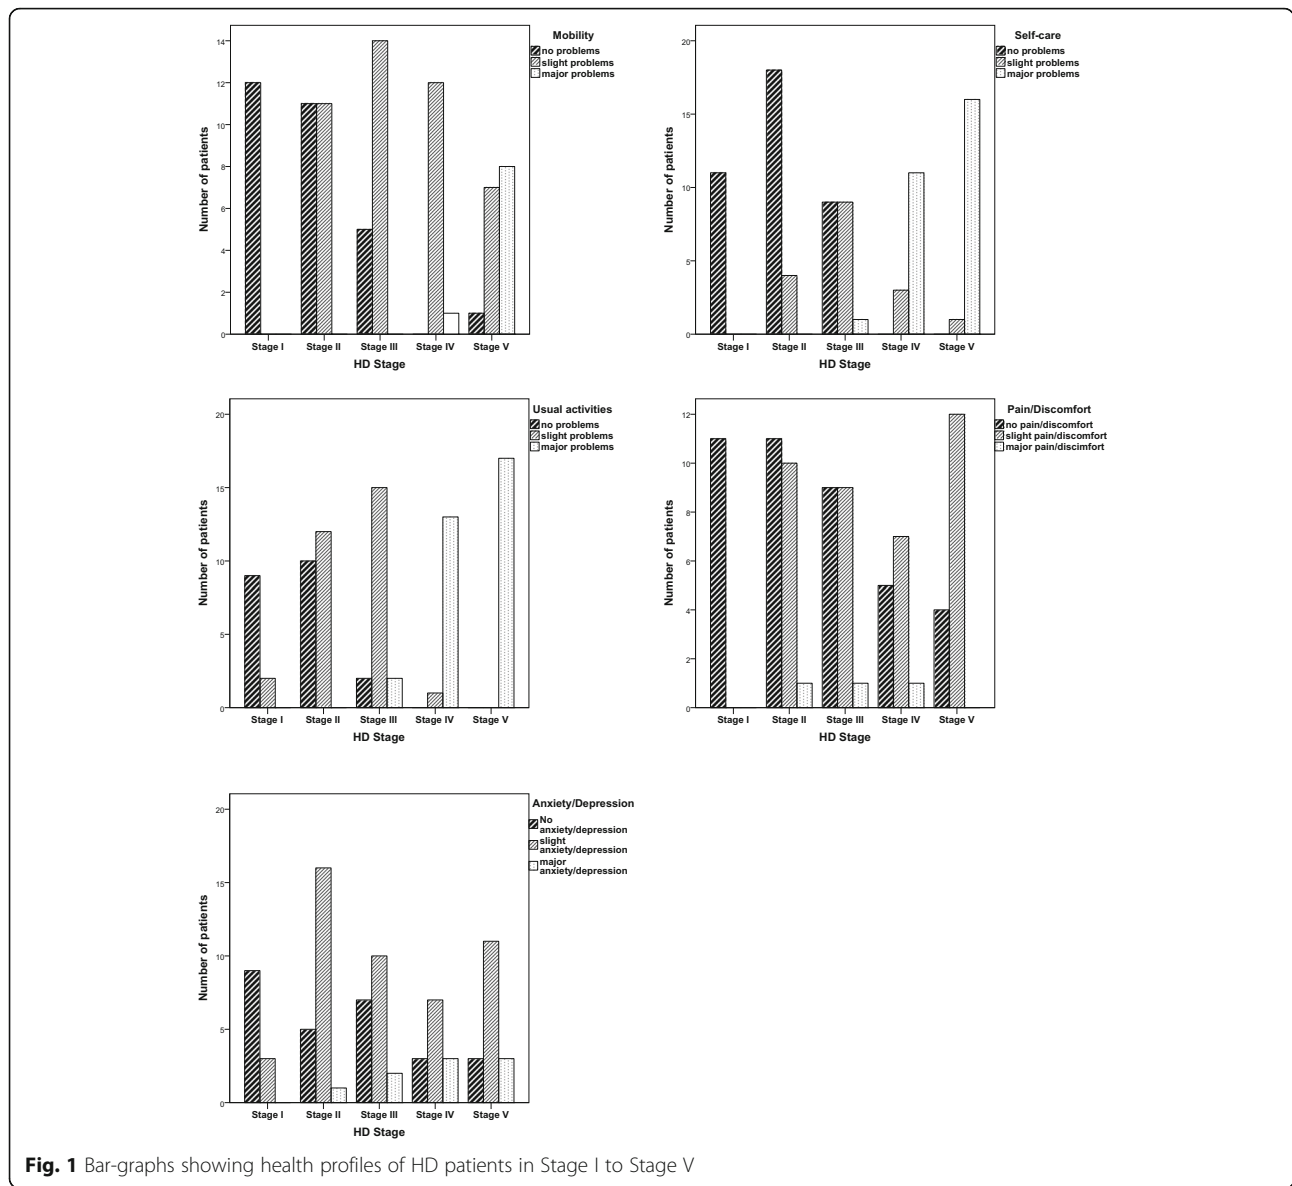 Mobility
no problems
slight problems
major problems
Number of patients
14
12
10
8
6
4
2
0
Stage I Stage II Stage III Stage IV Stage V
HD Stage
Self-care
no problems
slight problems
major problems
Number of patients
20
15
10
5
0
Stage I Stage II Stage III Stage IV Stage V
HD Stage
Usual activities
no problems
slight problems
major problems
Number of patients
20
15
10
5
0
Stage I Stage II Stage III Stage IV Stage V
HD Stage
Pain/Discomfort
no pain/discomfort
slight pain/discomfort
major pain/discimfort
Number of patients
12
10
8
6
4
2
0
Stage I Stage II Stage III Stage IV Stage V
HD Stage
Anxiety/Depression
No
anxiety/depression
slight
anxiety/depression
major
anxiety/depression
Number of patients
20
15
10
5
0
Stage I Stage II Stage III Stage IV Stage V
HD Stage
Fig. 1 Bar-graphs showing health profiles of HD patients in Stage I to Stage V